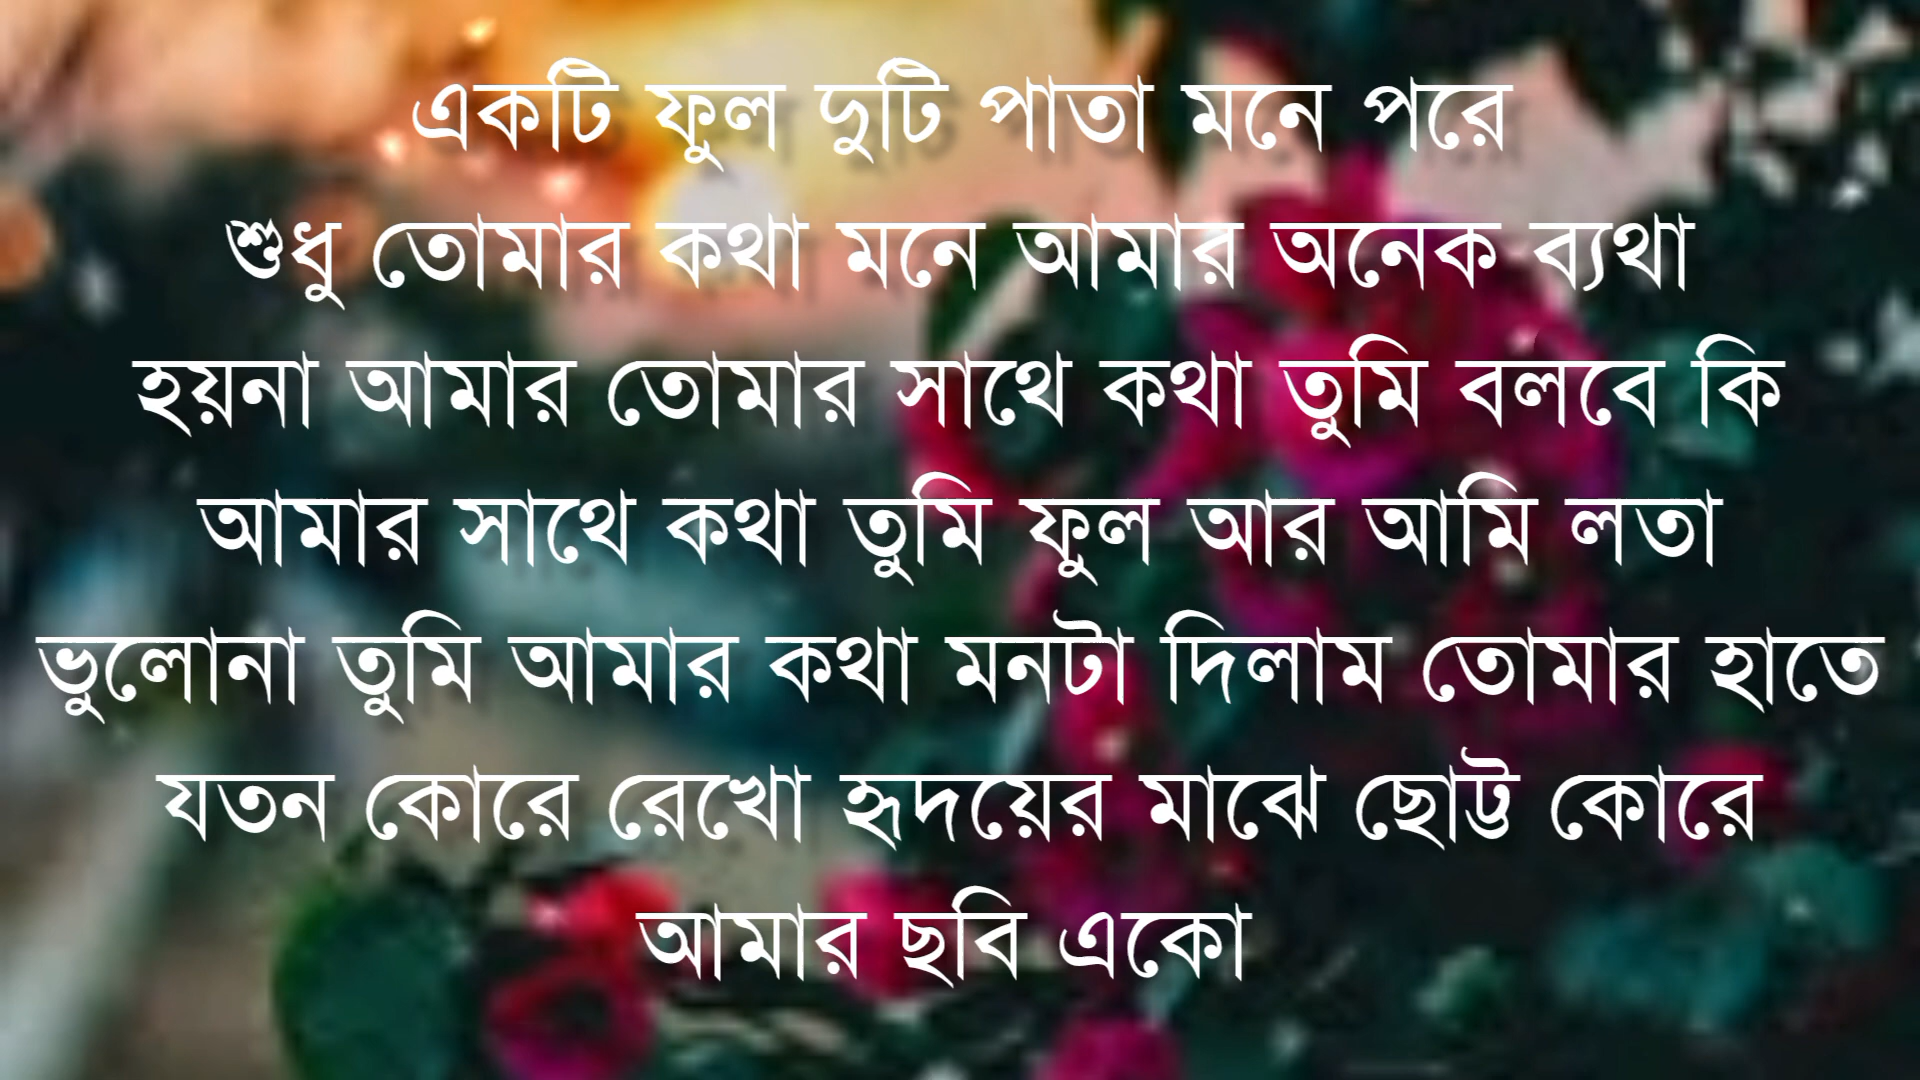 একটি ফুল দুটি পাতা মনে পরে
শুধু তোমার কথা মনে আমার অনেক ব্যথা
হয়না আমার তোমার সাথে কথা তুমি বলবে কি
আমার সাথে কথা তুমি ফুল আর আমি লতা
ভুলোনা তুমি আমার কথা মনটা দিলাম তোমার হাতে
যতন কোরে রেখো হৃদয়ের মাঝে ছোট্ট কোরে
আমার ছবি একো